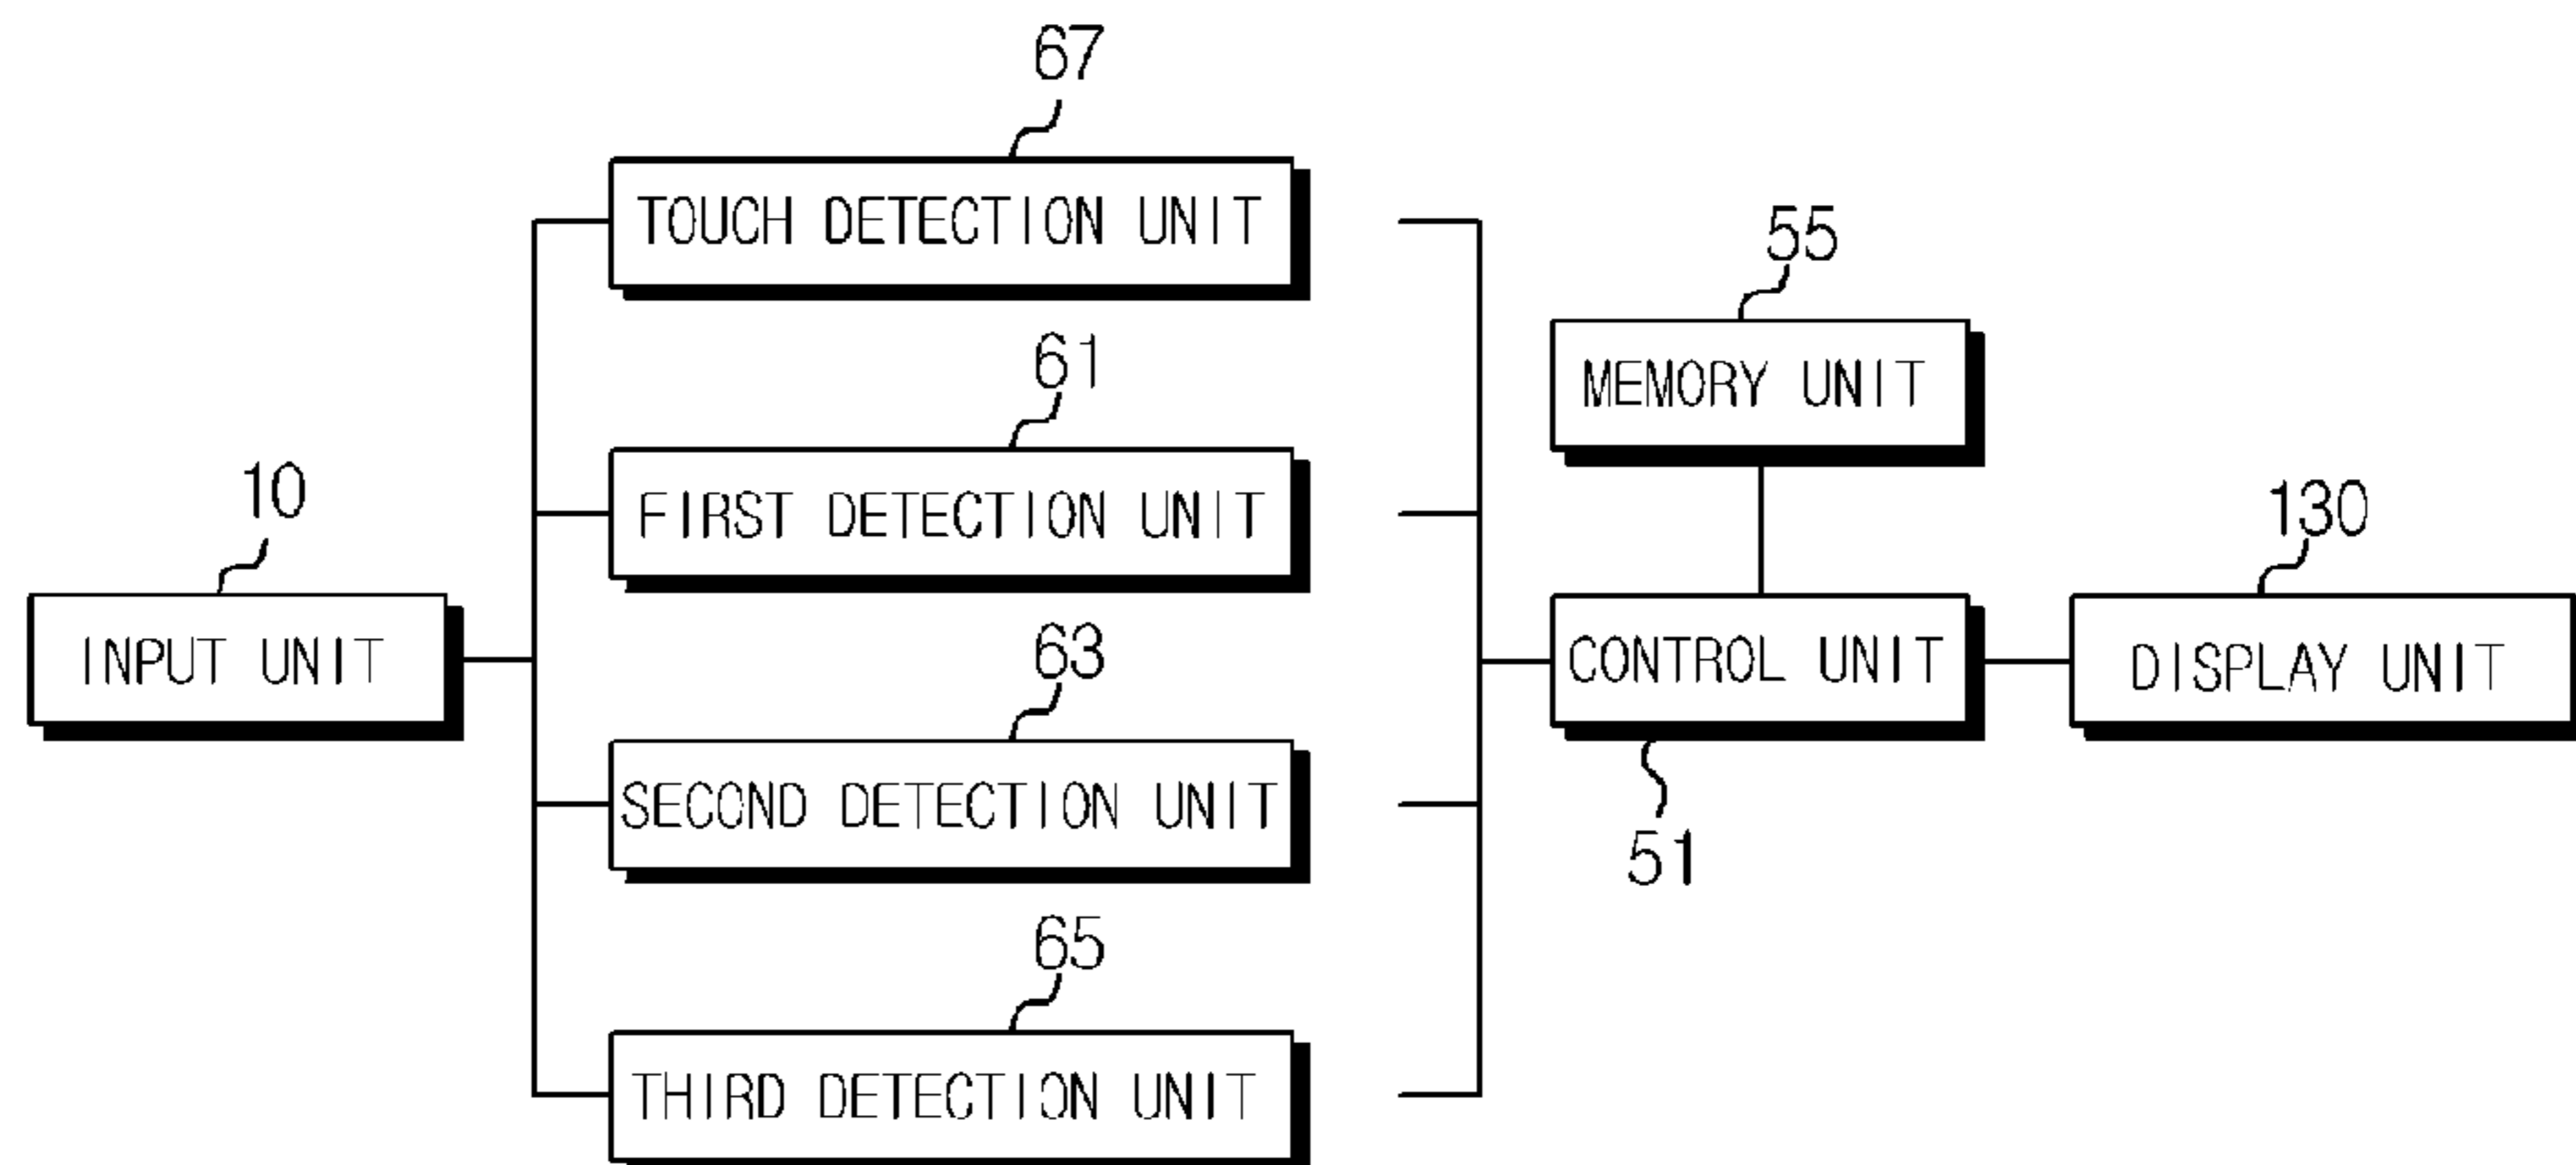 67
TOUCH DETECTION UNIT
55
61
MEMORY UNIT
FIRST DETECTION UNIT
10
130
63
INPUT UNIT
CONTROL UNIT
DISPLAY UNIT
SECOND DETECTION UNIT
51
65
THIRD DETECTION UNIT